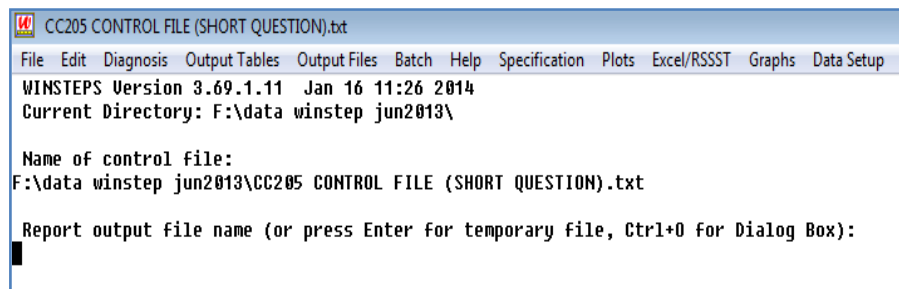 CC205 CONTROL FILE (SHORT QUESTION).txt
File Edit Diagnosis Output Tables Output Files Batch Help Specification Plots Excel/RSSST Graphs Data Setup
WINSTEPS Version 3.69.1.11 Jan 16 11:26 2014
Current Directory: F:\data winstep jun2013\
Name of control file:
F:\data winstep jun2013\CC205 CONTROL FILE (SHORT QUESTION).txt
Report output file name (or press Enter for temporary file, Ctrl+O for Dialog Box):